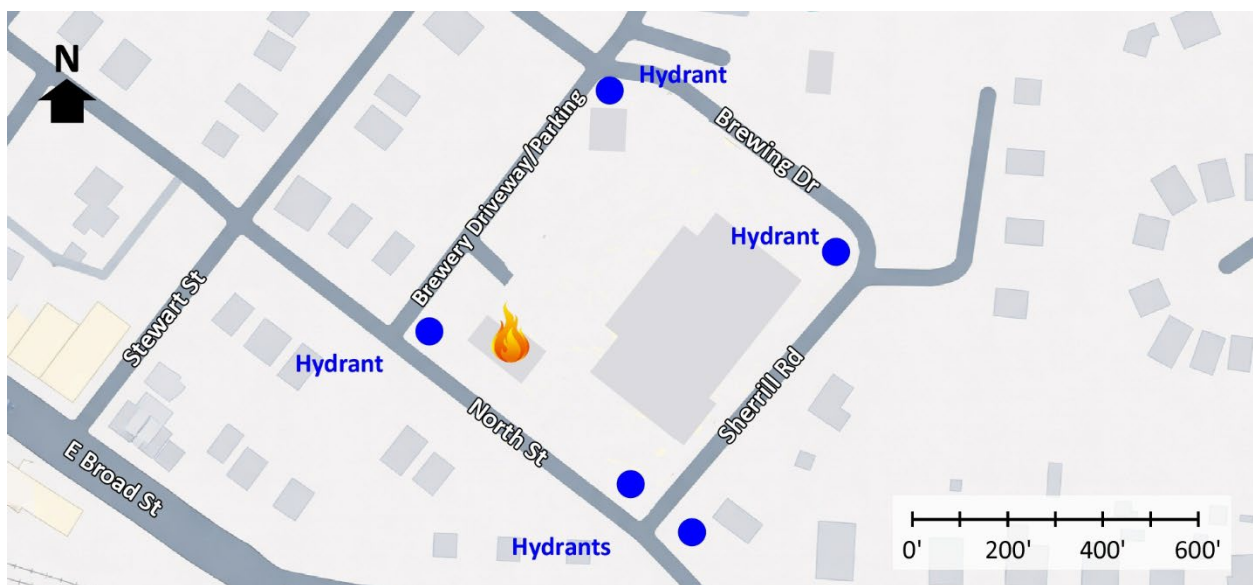 N
Hydrant
Brewery Driveway/Parking
Brewing Dr
Hydrant
Stewart St
Hydrant
Sherrill Rd
North St
E Broad St
Hydrants
0' 200' 400' 600'